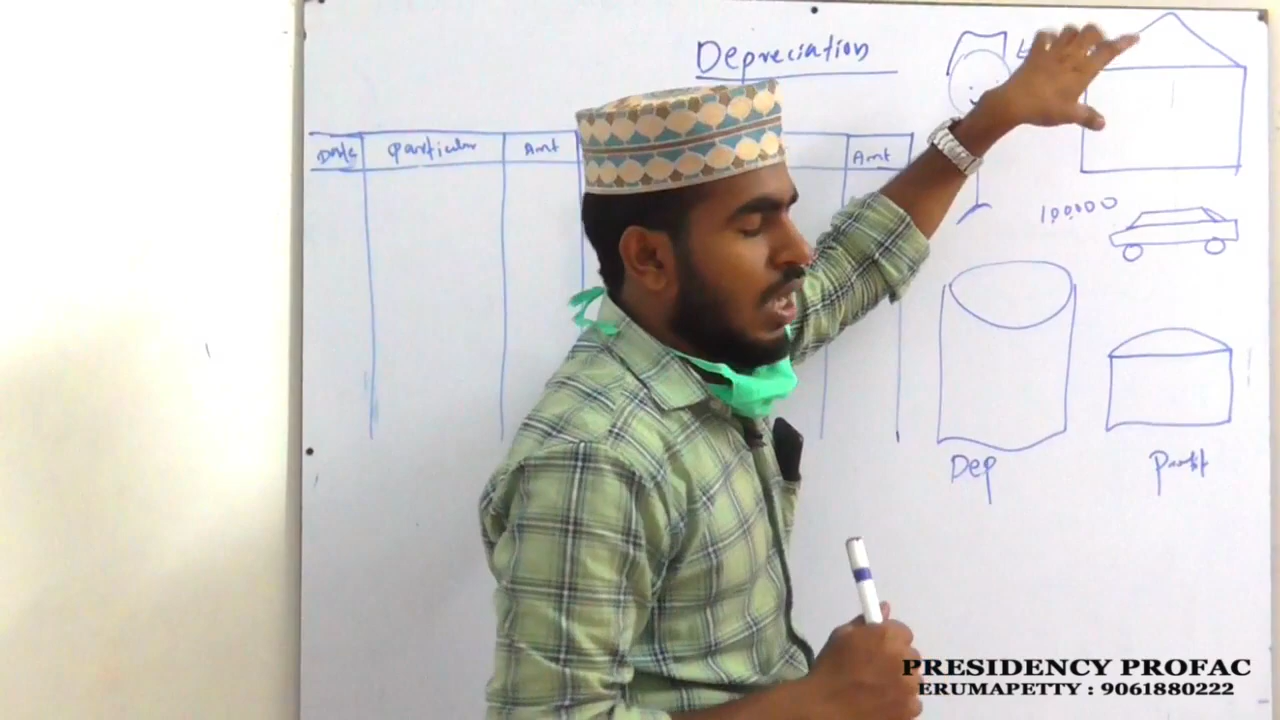 Depreciation
Date Particular Amt Amt
100000
Dep Profit
PRESIDENCY PROFAC
ERUMAPETTY : 9061880222